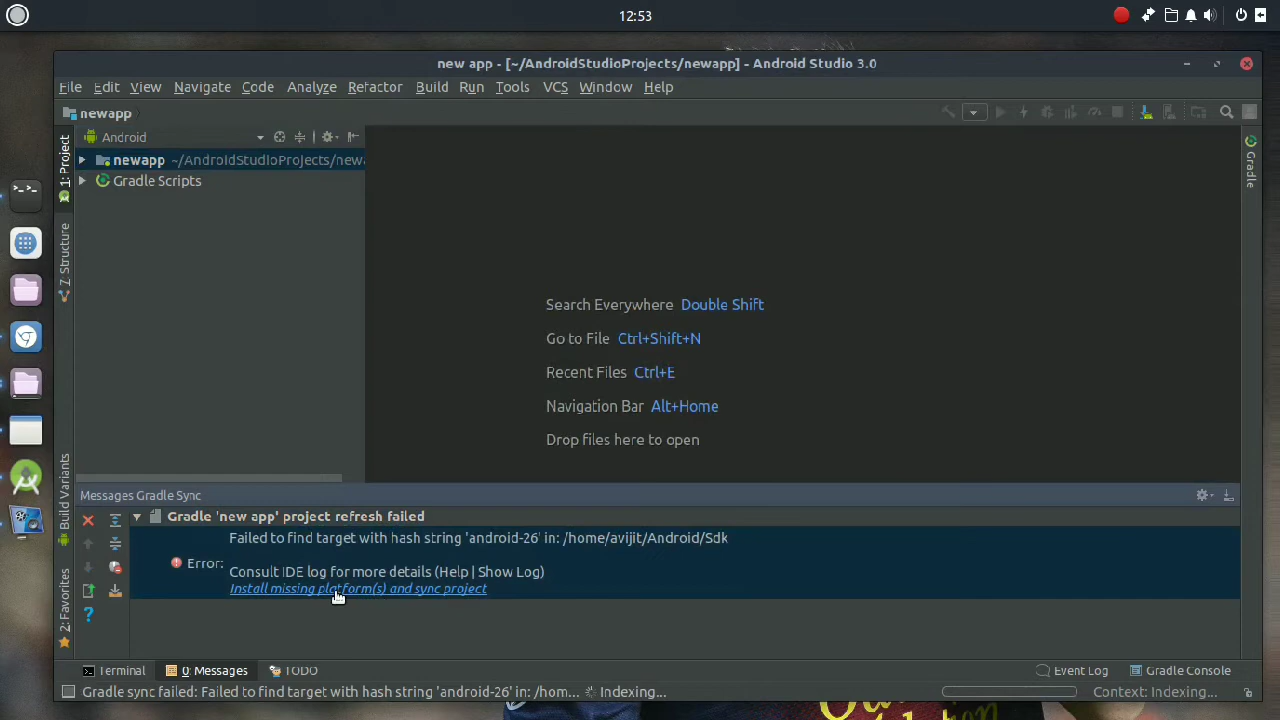 12:53
new app - [~/AndroidStudioProjects/newapp] - Android Studio 3.0
File Edit View Navigate Code Analyze Refactor Build Run Tools VCS Window Help
newapp
Android
1: Project
newapp ~/AndroidStudioProjects/newa
Gradle Scripts
Gradle
Z: Structure
Search Everywhere Double Shift
Go to File Ctrl+Shift+N
Recent Files Ctrl+E
Navigation Bar Alt+Home
Drop files here to open
Build Variants
Messages Gradle Sync
Gradle 'new app' project refresh failed
Failed to find target with hash string 'android-26' in: /home/avijit/Android/Sdk
Error:
Consult IDE log for more details (Help | Show Log)
Install missing platform(s) and sync project
2: Favorites
Terminal 0: Messages TODO Event Log Gradle Console
Gradle sync failed: Failed to find target with hash string 'android-26' in: /hom... Indexing... Context: Indexing...